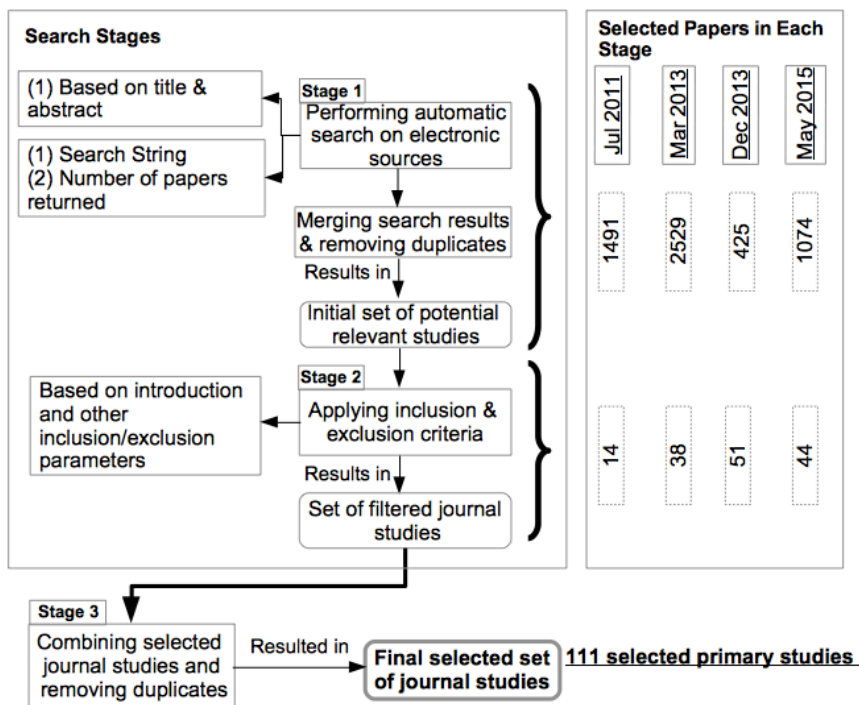 Search Stages
(1) Based on title &
abstract
(1) Search String
(2) Number of papers
returned
Stage 1
Performing automatic
search on electronic
sources
Merging search results
& removing duplicates
Results in
Initial set of potential
relevant studies
Stage 2
Based on introduction
and other
inclusion/exclusion
parameters
Applying inclusion &
exclusion criteria
Results in
Set of filtered journal
studies
Selected Papers in Each
Stage
Jul 2011
Mar 2013
Dec 2013
May 2015
1491
2529
425
1074
14
38
51
44
Stage 3
Combining selected
journal studies and
removing duplicates
Resulted in
Final selected set
of journal studies
111 selected primary studies